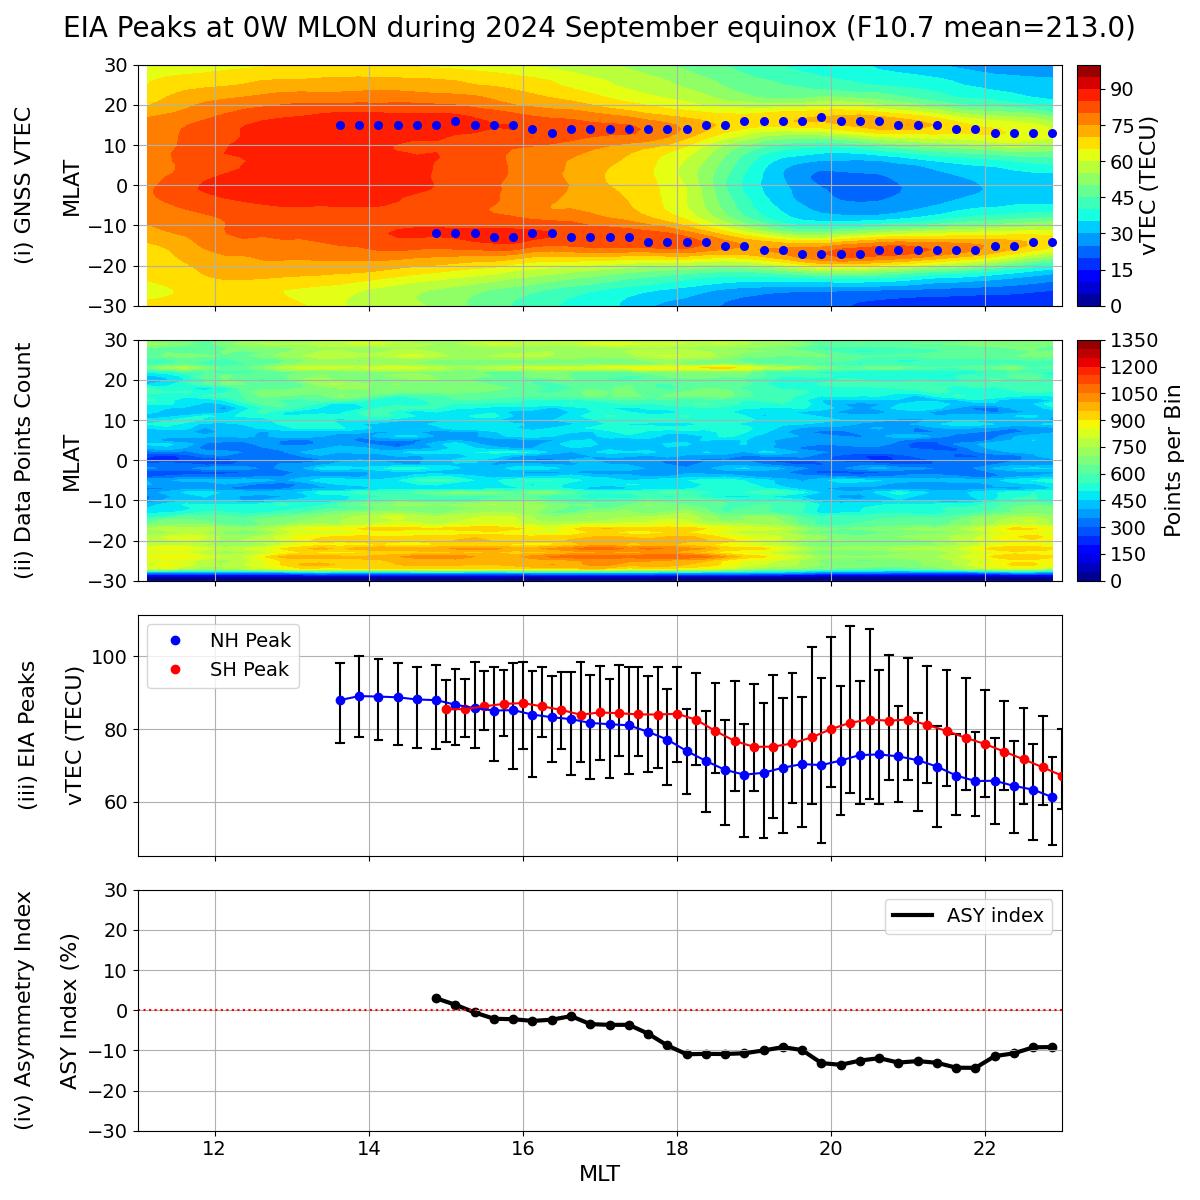 EIA Peaks at 0W MLON during 2024 September equinox (F10.7 mean=213.0)
(i) GNSS VTEC
MLAT
30
20
10
0
−10
−20
−30
90
75
60
45
30
15
0
vTEC (TECU)
(ii) Data Points Count
MLAT
30
20
10
0
−10
−20
−30
1350
1200
1050
900
750
600
450
300
150
0
Points per Bin
(iii) EIA Peaks
vTEC (TECU)
100
80
60
NH Peak
SH Peak
(iv) Asymmetry Index
ASY Index (%)
30
20
10
0
−10
−20
−30
ASY index
12 14 16 18 20 22
MLT